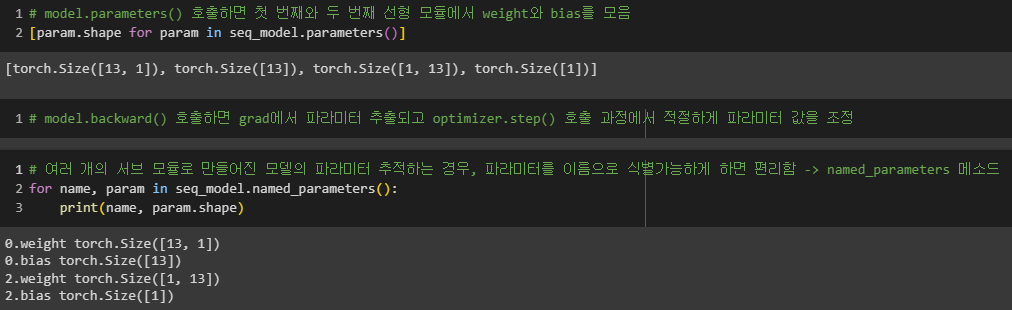 1 # model.parameters() 호출하면 첫 번째와 두 번째 선형 모듈에서 weight와 bias를 모음
2 [param.shape for param in seq_model.parameters()]
[torch.Size([13, 1]), torch.Size([13]), torch.Size([1, 13]), torch.Size([1])]
1 # model.backward() 호출하면 grad에서 파라미터 추출되고 optimizer.step() 호출 과정에서 적절하게 파라미터 값을 조정
1 # 여러 개의 서브 모듈로 만들어진 모델의 파라미터 추적하는 경우, 파라미터를 이름으로 식별가능하게 하면 편리함 -> named_parameters 메소드
2 for name, param in seq_model.named_parameters():
3     print(name, param.shape)
0.weight torch.Size([13, 1])
0.bias torch.Size([13])
2.weight torch.Size([1, 13])
2.bias torch.Size([1])